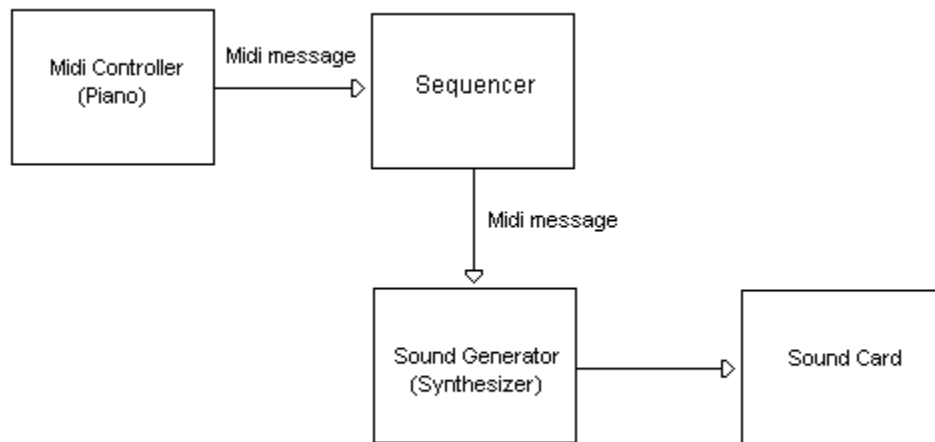 Midi Controller
(Piano)
Midi message
Sequencer
Midi message
Sound Generator
(Synthesizer)
Sound Card